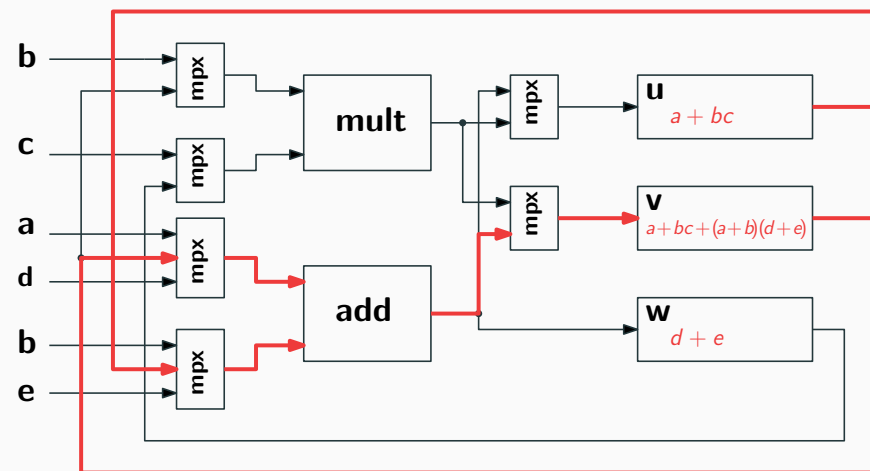 b
mpx
mult
mpx
u
a + bc
c
mpx
a
mpx
d
mpx
v
a+bc+(a+b)(d+e)
add
w
d + e
b
mpx
e